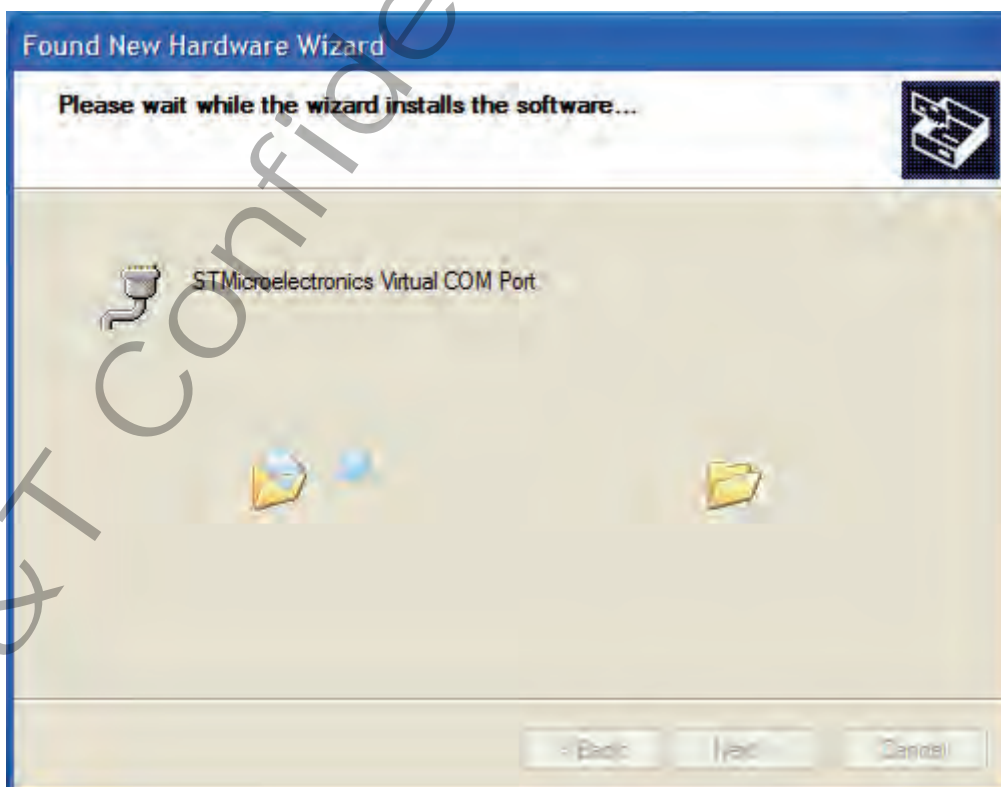 Found New Hardware Wizard
Please wait while the wizard installs the software...
STMicroelectronics Virtual COM Port
< Back
Next >
Cancel
&T Confide